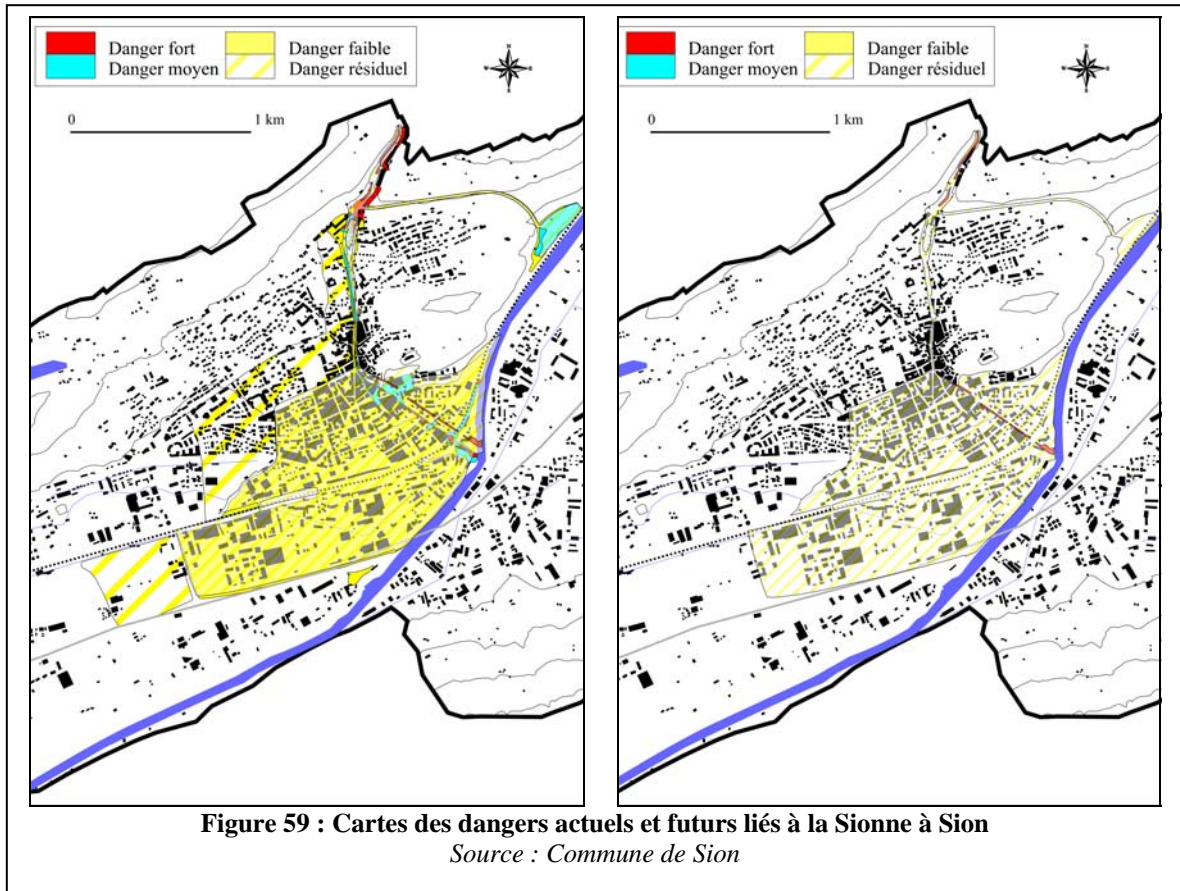 Danger fort
Danger faible
Danger moyen
Danger résiduel
0
1 km
Danger fort
Danger faible
Danger moyen
Danger résiduel
0
1 km
Figure 59 : Cartes des dangers actuels et futurs liés à la Sionne à Sion
Source : Commune de Sion